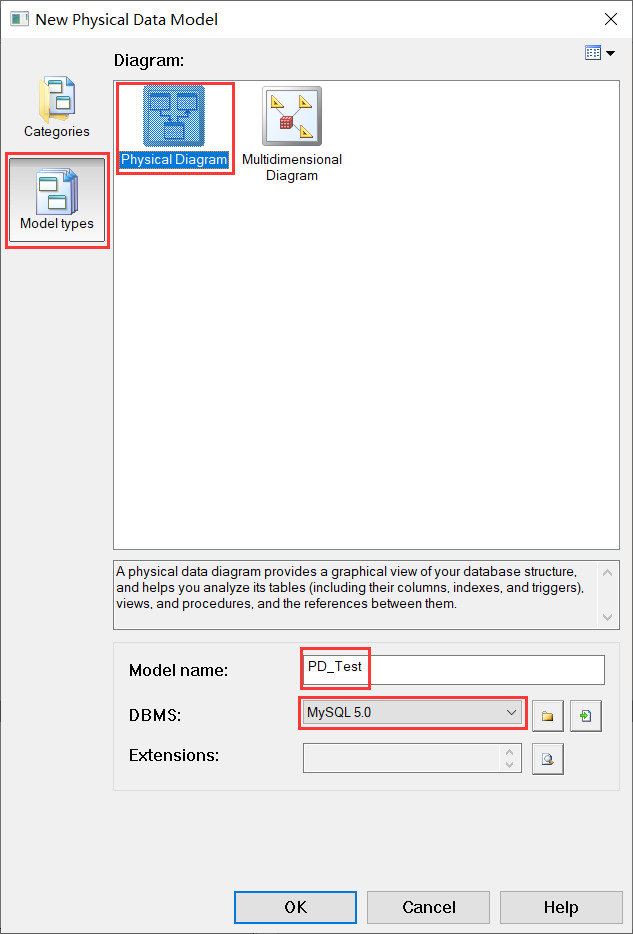 New Physical Data Model
Diagram:
Categories
Model types
Physical Diagram
Multidimensional
Diagram
A physical data diagram provides a graphical view of your database structure,
and helps you analyze its tables (including their columns, indexes, and triggers),
views, and procedures, and the references between them.
Model name:
PD_Test
DBMS:
MySQL 5.0
Extensions:
OK
Cancel
Help